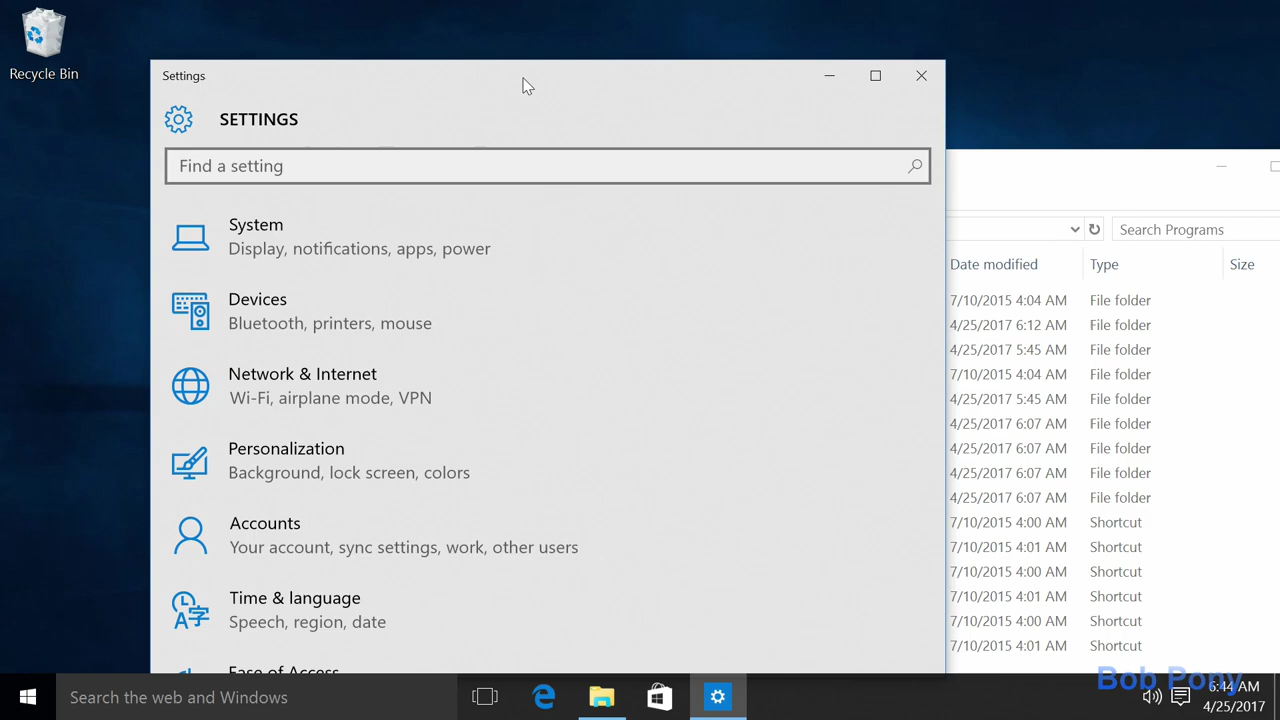 Recycle Bin
Settings
SETTINGS
Find a setting
System
Display, notifications, apps, power
Devices
Bluetooth, printers, mouse
Network & Internet
Wi-Fi, airplane mode, VPN
Personalization
Background, lock screen, colors
Accounts
Your account, sync settings, work, other users
Time & language
Speech, region, date
Ease of Access
Search Programs
Date modified Type Size
7/10/2015 4:04 AM File folder
4/25/2017 6:12 AM File folder
4/25/2017 5:45 AM File folder
7/10/2015 4:04 AM File folder
4/25/2017 5:45 AM File folder
4/25/2017 6:07 AM File folder
4/25/2017 6:07 AM File folder
4/25/2017 6:07 AM File folder
4/25/2017 6:07 AM File folder
7/10/2015 4:00 AM Shortcut
7/10/2015 4:01 AM Shortcut
7/10/2015 4:00 AM Shortcut
7/10/2015 4:01 AM Shortcut
7/10/2015 4:00 AM Shortcut
7/10/2015 4:01 AM Shortcut
Bob Pony
Search the web and Windows
6:44 AM
4/25/2017